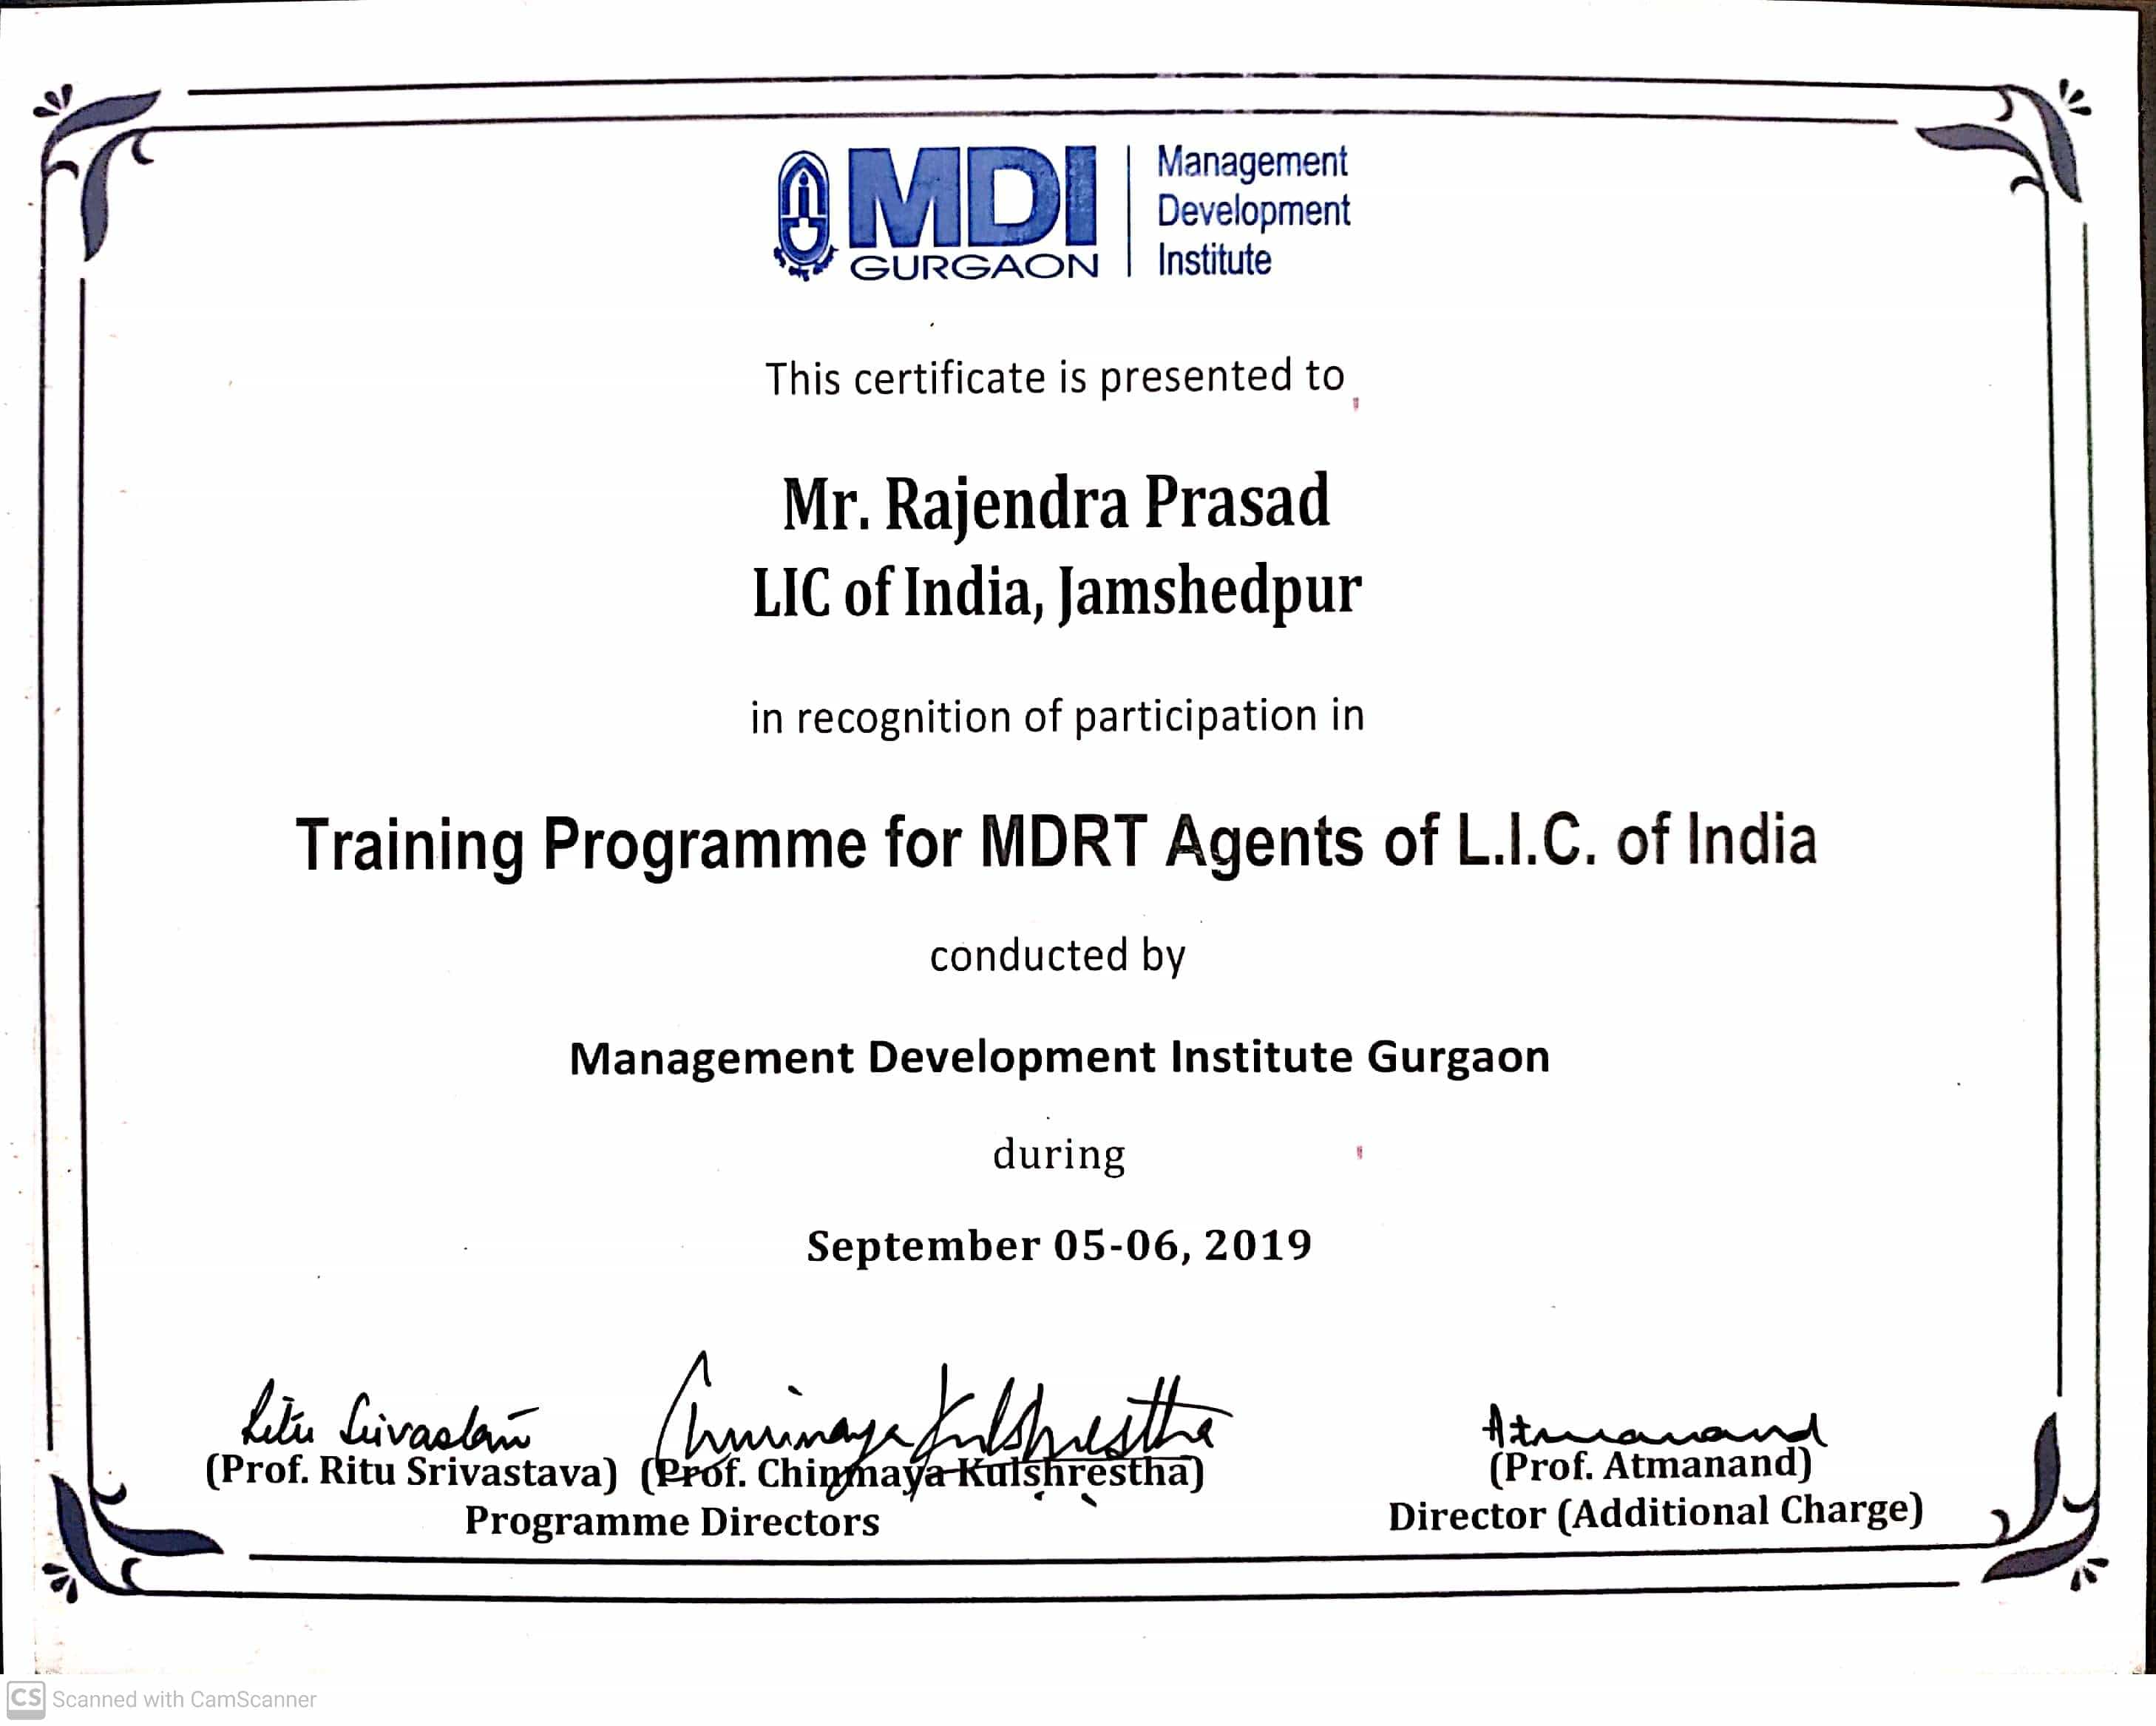 MDI
GURGAON
Management
Development
Institute
This certificate is presented to
Mr. Rajendra Prasad
LIC of India, Jamshedpur
in recognition of participation in
Training Programme for MDRT Agents of L.I.C. of India
conducted by
Management Development Institute Gurgaon
during
September 05-06, 2019
Ritu Srivastava Chinmaya Kulshrestha Atmanand
(Prof. Ritu Srivastava) (Prof. Chinmaya Kulshrestha) (Prof. Atmanand)
Programme Directors Director (Additional Charge)
CS Scanned with CamScanner